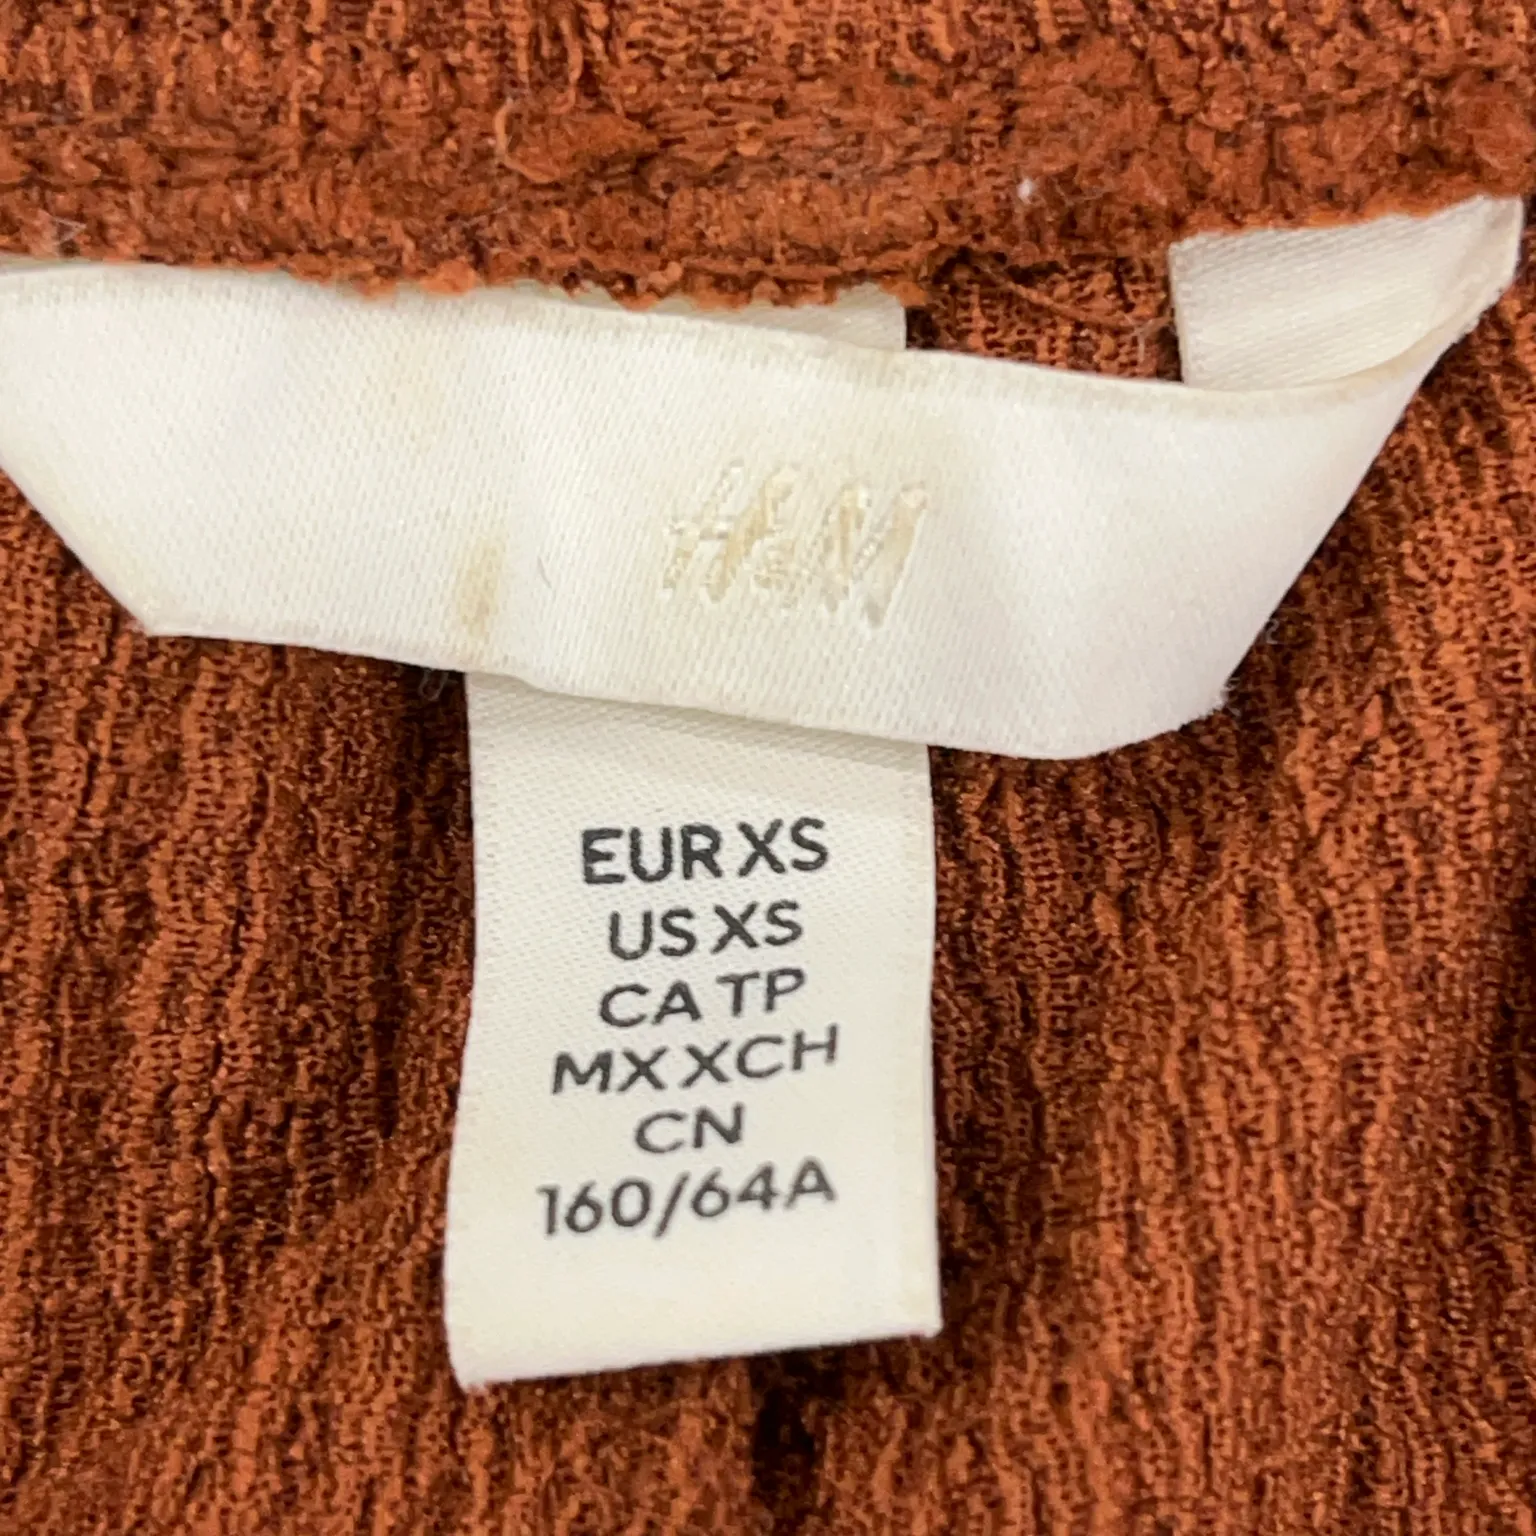 H&M
EUR XS
US XS
CA TP
MX XCH
CN
160/64A